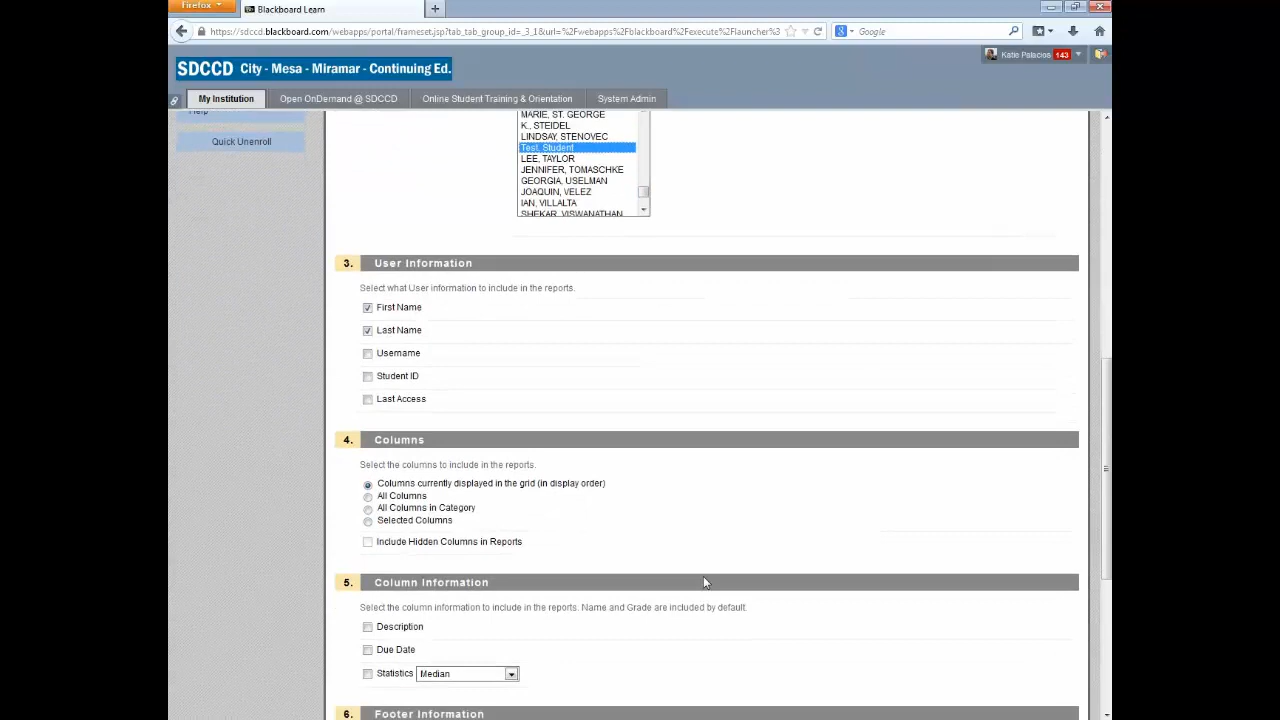 Firefox
Blackboard Learn
https://sdccd.blackboard.com/webapps/portal/frameset.jsp?tab_tab_group_id=_3_1&url=%2Fwebapps%2Fblackboard%2Fexecute%2Flauncher%3
Google
Katie Palacios 143
SDCCD City - Mesa - Miramar - Continuing Ed.
My Institution
Open OnDemand @ SDCCD
Online Student Training & Orientation
System Admin
Help
Quick Unenroll
MARIE, ST. GEORGE
K., STEIDEL
LINDSAY, STENOVEC
Test, Student
LEE, TAYLOR
JENNIFER, TOMASCHKE
GEORGIA, USELMAN
JOAQUIN, VELEZ
IAN, VILLALTA
SHEKAR, VISWANATHAN
3. User Information
Select what User information to include in the reports.
First Name
Last Name
Username
Student ID
Last Access
4. Columns
Select the columns to include in the reports.
Columns currently displayed in the grid (in display order)
All Columns
All Columns in Category
Selected Columns
Include Hidden Columns in Reports
5. Column Information
Select the column information to include in the reports. Name and Grade are included by default.
Description
Due Date
Statistics Median
6. Footer Information